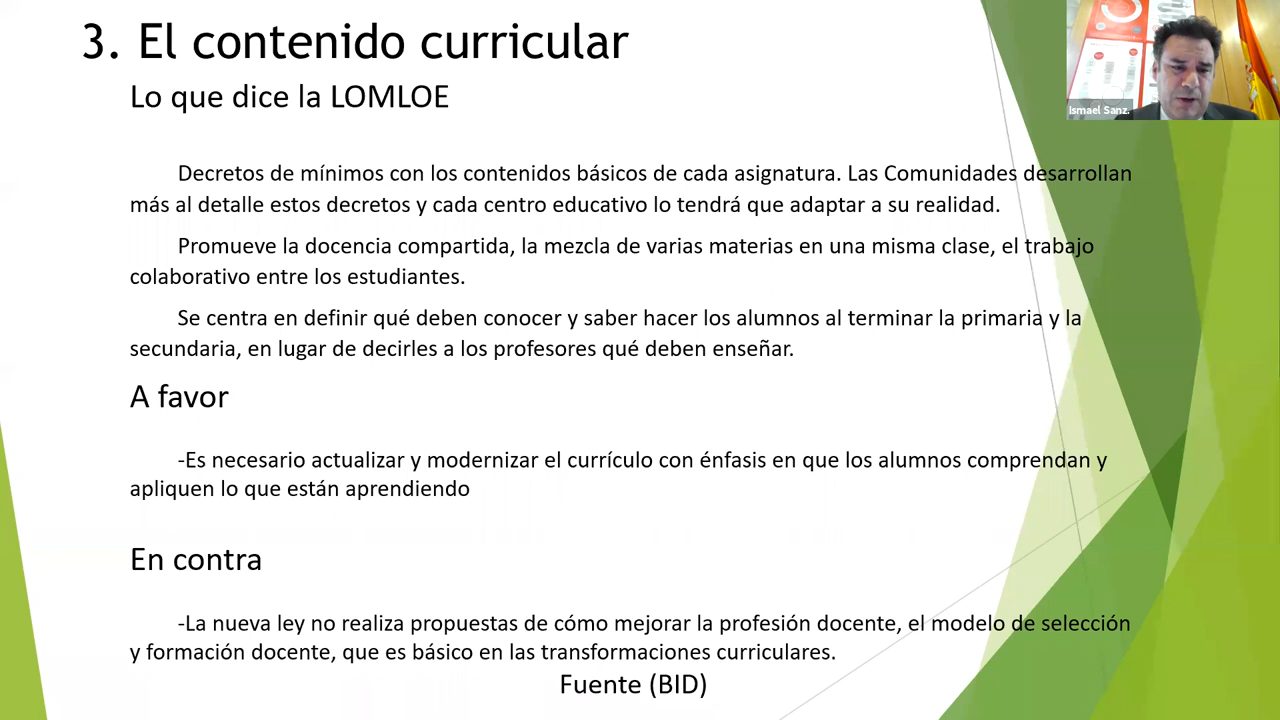 3. El contenido curricular
Lo que dice la LOMLOE
Ismael Sanz.
Decretos de mínimos con los contenidos básicos de cada asignatura. Las Comunidades desarrollan
más al detalle estos decretos y cada centro educativo lo tendrá que adaptar a su realidad.
Promueve la docencia compartida, la mezcla de varias materias en una misma clase, el trabajo
colaborativo entre los estudiantes.
Se centra en definir qué deben conocer y saber hacer los alumnos al terminar la primaria y la
secundaria, en lugar de decirles a los profesores qué deben enseñar.
A favor
-Es necesario actualizar y modernizar el currículo con énfasis en que los alumnos comprendan y
apliquen lo que están aprendiendo
En contra
-La nueva ley no realiza propuestas de cómo mejorar la profesión docente, el modelo de selección
y formación docente, que es básico en las transformaciones curriculares.
Fuente (BID)